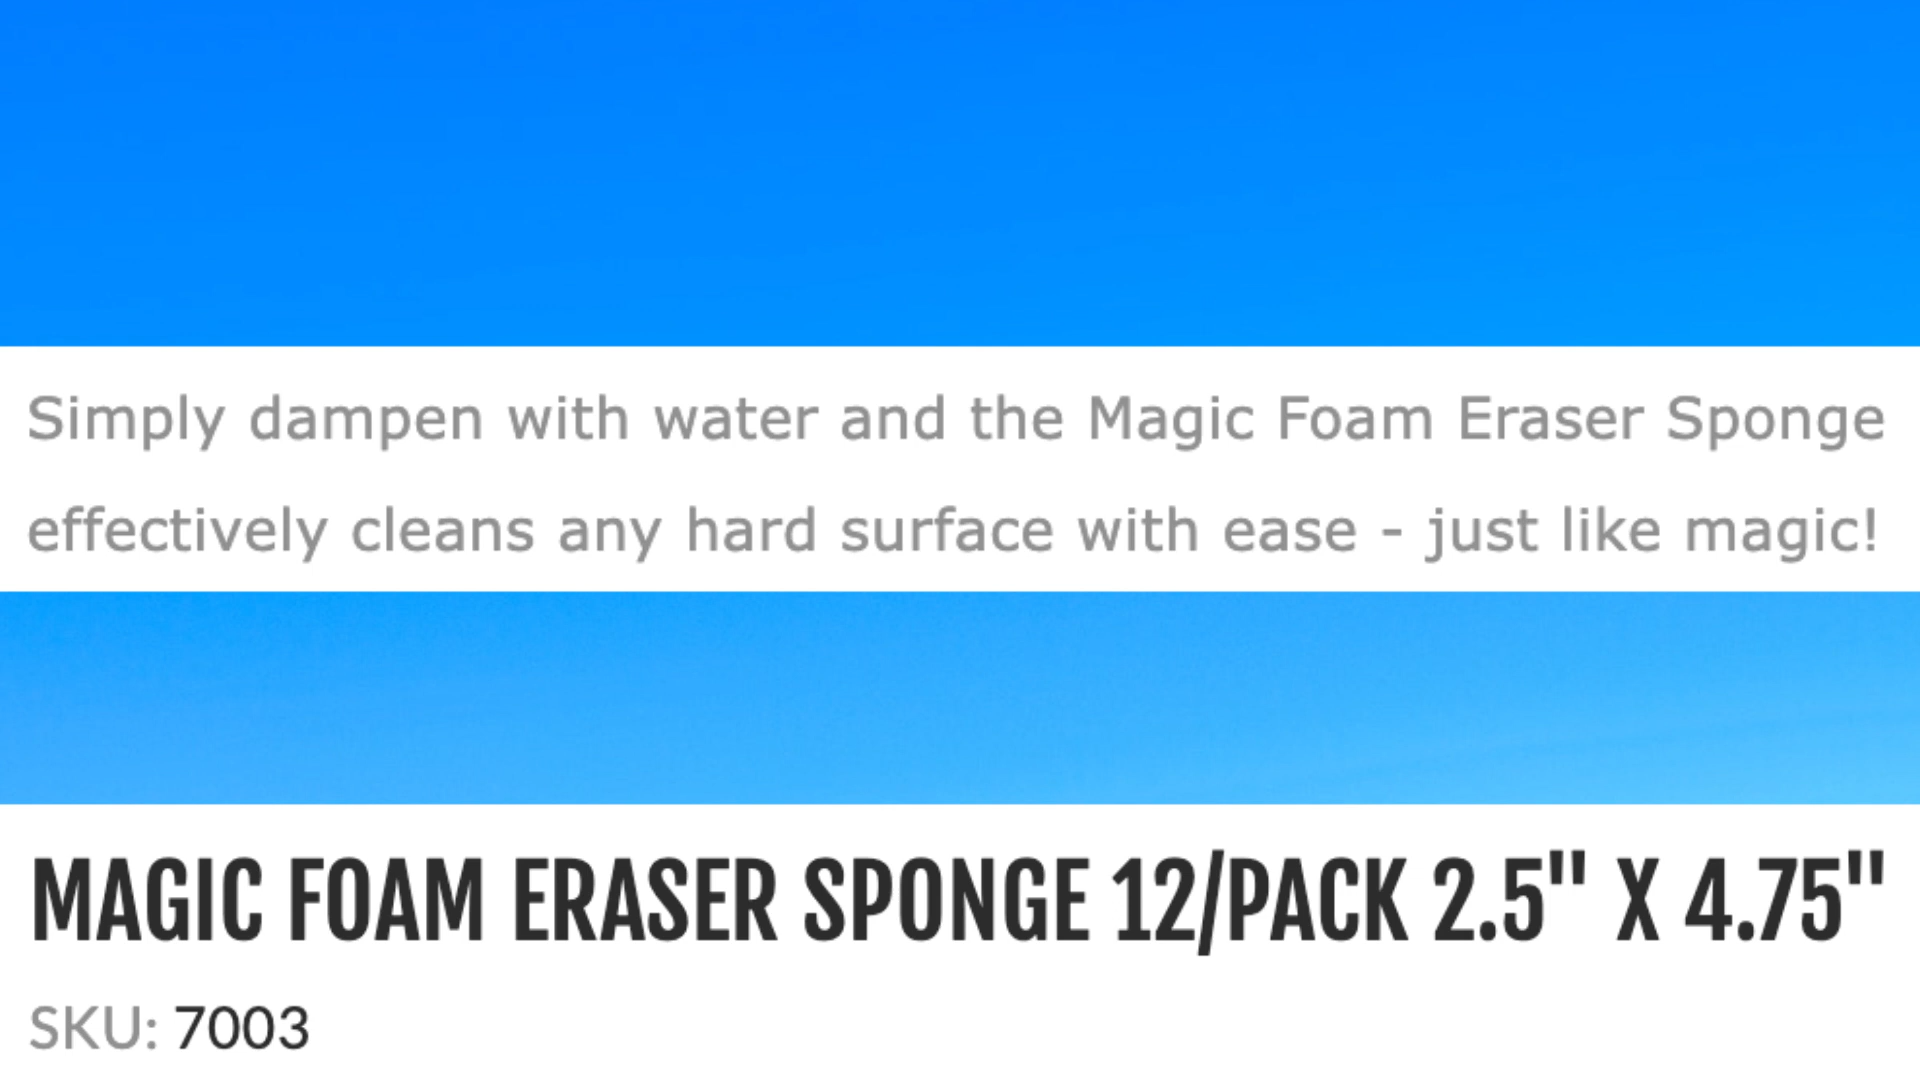 Simply dampen with water and the Magic Foam Eraser Sponge
effectively cleans any hard surface with ease - just like magic!
MAGIC FOAM ERASER SPONGE 12/PACK 2.5" X 4.75"
SKU: 7003